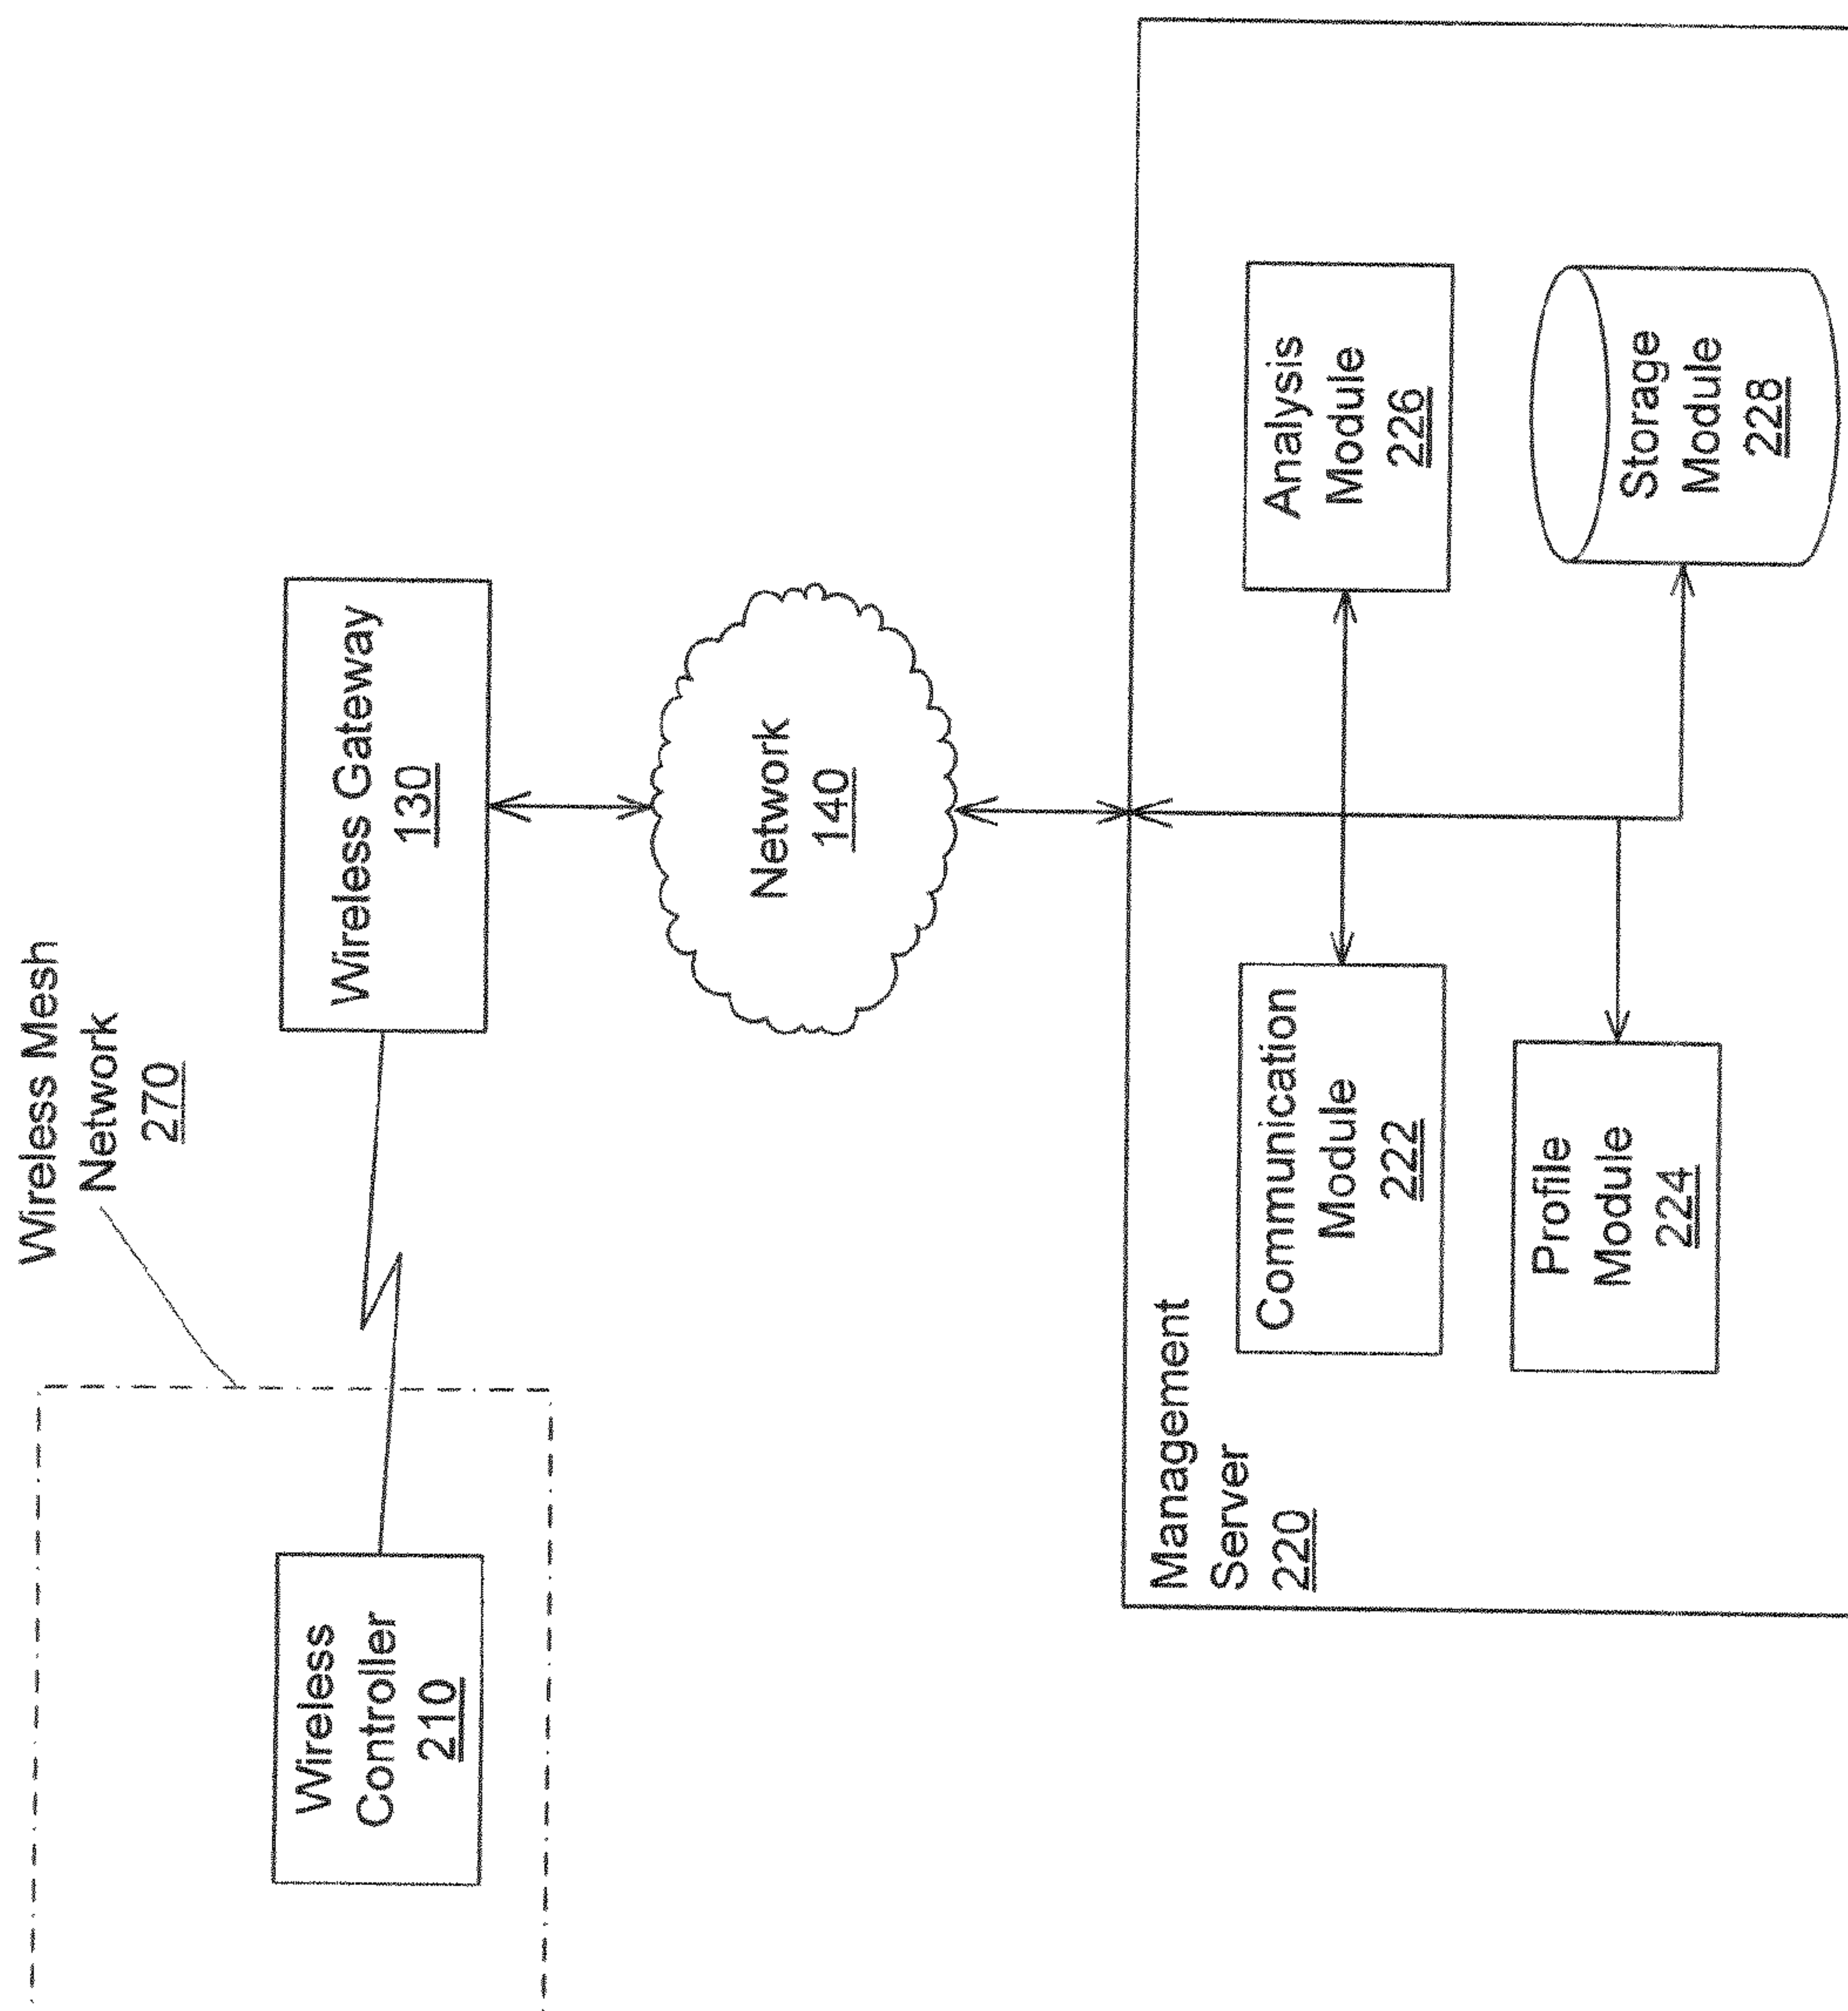 Wireless Mesh
Network
270
Wireless
Controller
210
Wireless Gateway
130
Network
140
Management
Server
220
Communication
Module
222
Analysis
Module
226
Profile
Module
224
Storage
Module
228